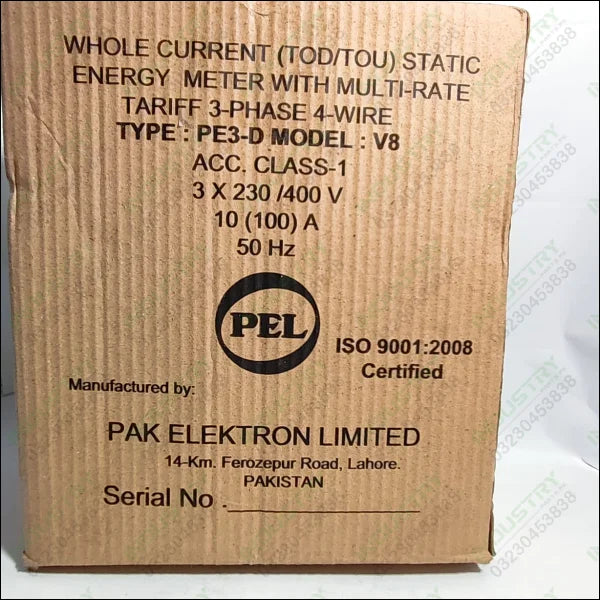 WHOLE CURRENT (TOD/TOU) STATIC
ENERGY METER WITH MULTI-RATE
TARIFF 3-PHASE 4-WIRE
TYPE : PE3-D MODEL : V8
ACC. CLASS-1
3 X 230 /400 V
10 (100) A
50 Hz
PEL
ISO 9001:2008
Certified
Manufactured by:
PAK ELEKTRON LIMITED
14-Km. Ferozepur Road, Lahore.
PAKISTAN
Serial No .
INDUSTRY
03230453838